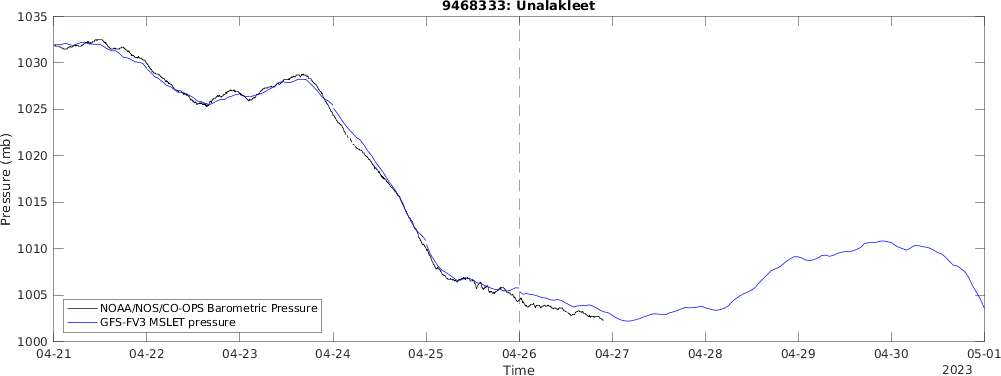 9468333: Unalakleet
Pressure (mb)
1035
1030
1025
1020
1015
1010
1005
1000
NOAA/NOS/CO-OPS Barometric Pressure
GFS-FV3 MSLET pressure
04-21 04-22 04-23 04-24 04-25 04-26 04-27 04-28 04-29 04-30 05-01
Time
2023